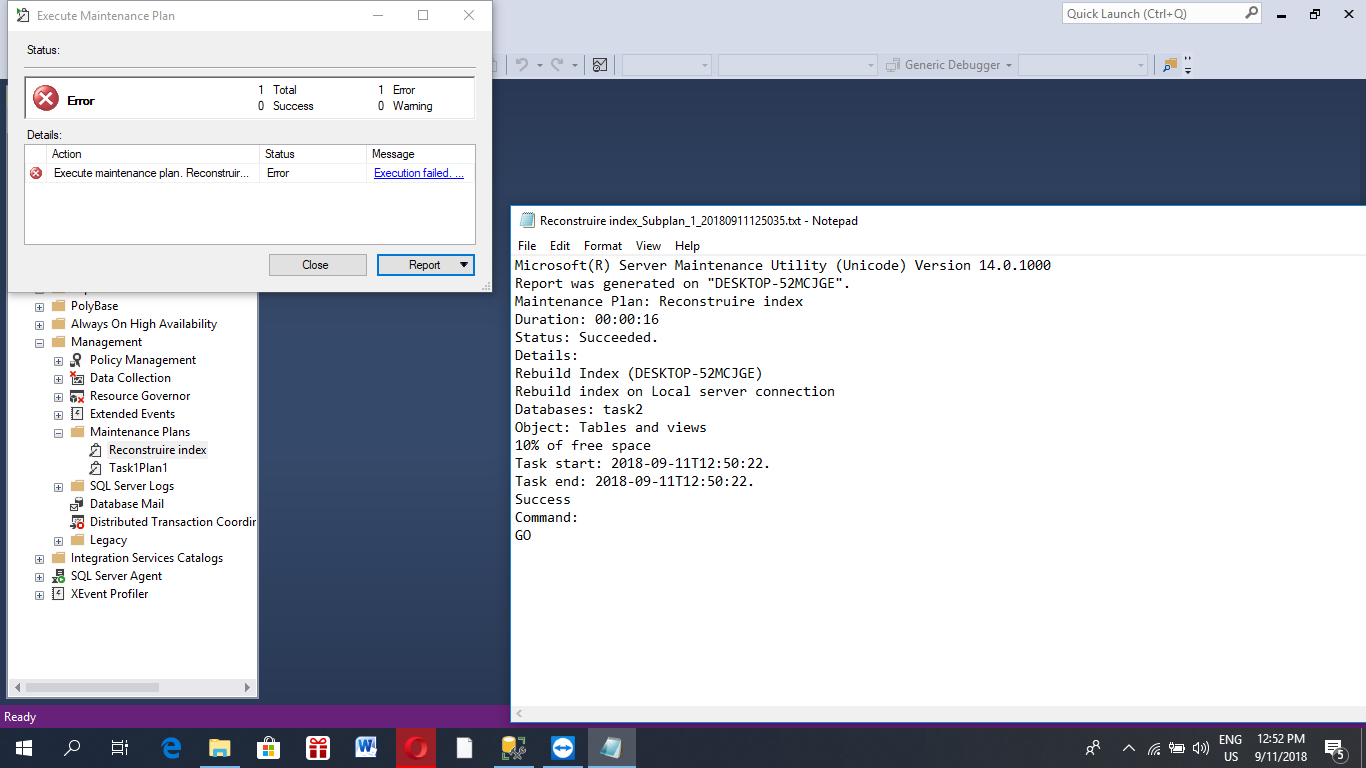 Execute Maintenance Plan
Quick Launch (Ctrl+Q)
Status:
Generic Debugger
Error
1 Total 1 Error
0 Success 0 Warning
Details:
Action Status Message
Execute maintenance plan. Reconstruir... Error Execution failed. ...
Close Report
PolyBase
Always On High Availability
Management
Policy Management
Data Collection
Resource Governor
Extended Events
Maintenance Plans
Reconstruire index
Task1Plan1
SQL Server Logs
Database Mail
Distributed Transaction Coordin
Legacy
Integration Services Catalogs
SQL Server Agent
XEvent Profiler
Reconstruire index_Subplan_1_20180911125035.txt - Notepad
File Edit Format View Help
Microsoft(R) Server Maintenance Utility (Unicode) Version 14.0.1000
Report was generated on "DESKTOP-52MCJGE".
Maintenance Plan: Reconstruire index
Duration: 00:00:16
Status: Succeeded.
Details:
Rebuild Index (DESKTOP-52MCJGE)
Rebuild index on Local server connection
Databases: task2
Object: Tables and views
10% of free space
Task start: 2018-09-11T12:50:22.
Task end: 2018-09-11T12:50:22.
Success
Command:
GO
Ready
ENG
US
12:52 PM
9/11/2018
5